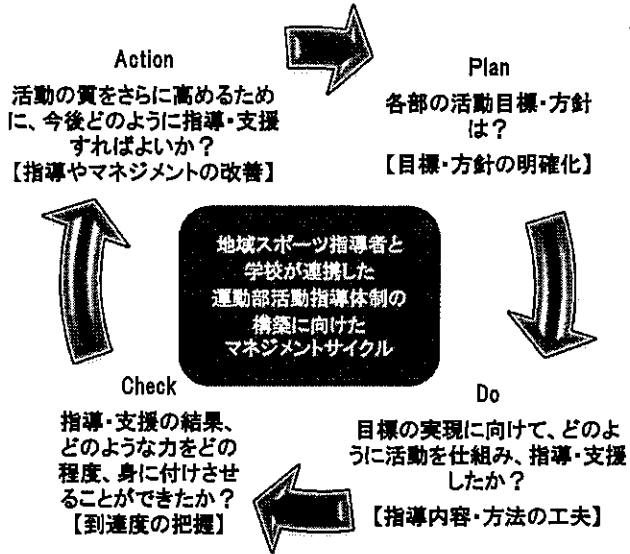 Action
活動の質をさらに高めるため
に、今後どのように指導・支援
すればよいか？
【指導やマネジメントの改善】
Plan
各部の活動目標・方針
は？
【目標・方針の明確化】
地域スポーツ指導者と
学校が連携した
運動部活動指導体制の
構築に向けた
マネジメントサイクル
Do
目標の実現に向けて、どのよ
うに活動を仕組み、指導・支援
したか？
【指導内容・方法の工夫】
Check
指導・支援の結果、
どのような力をどの
程度、身に付けさせ
ることができたか？
【到達度の把握】